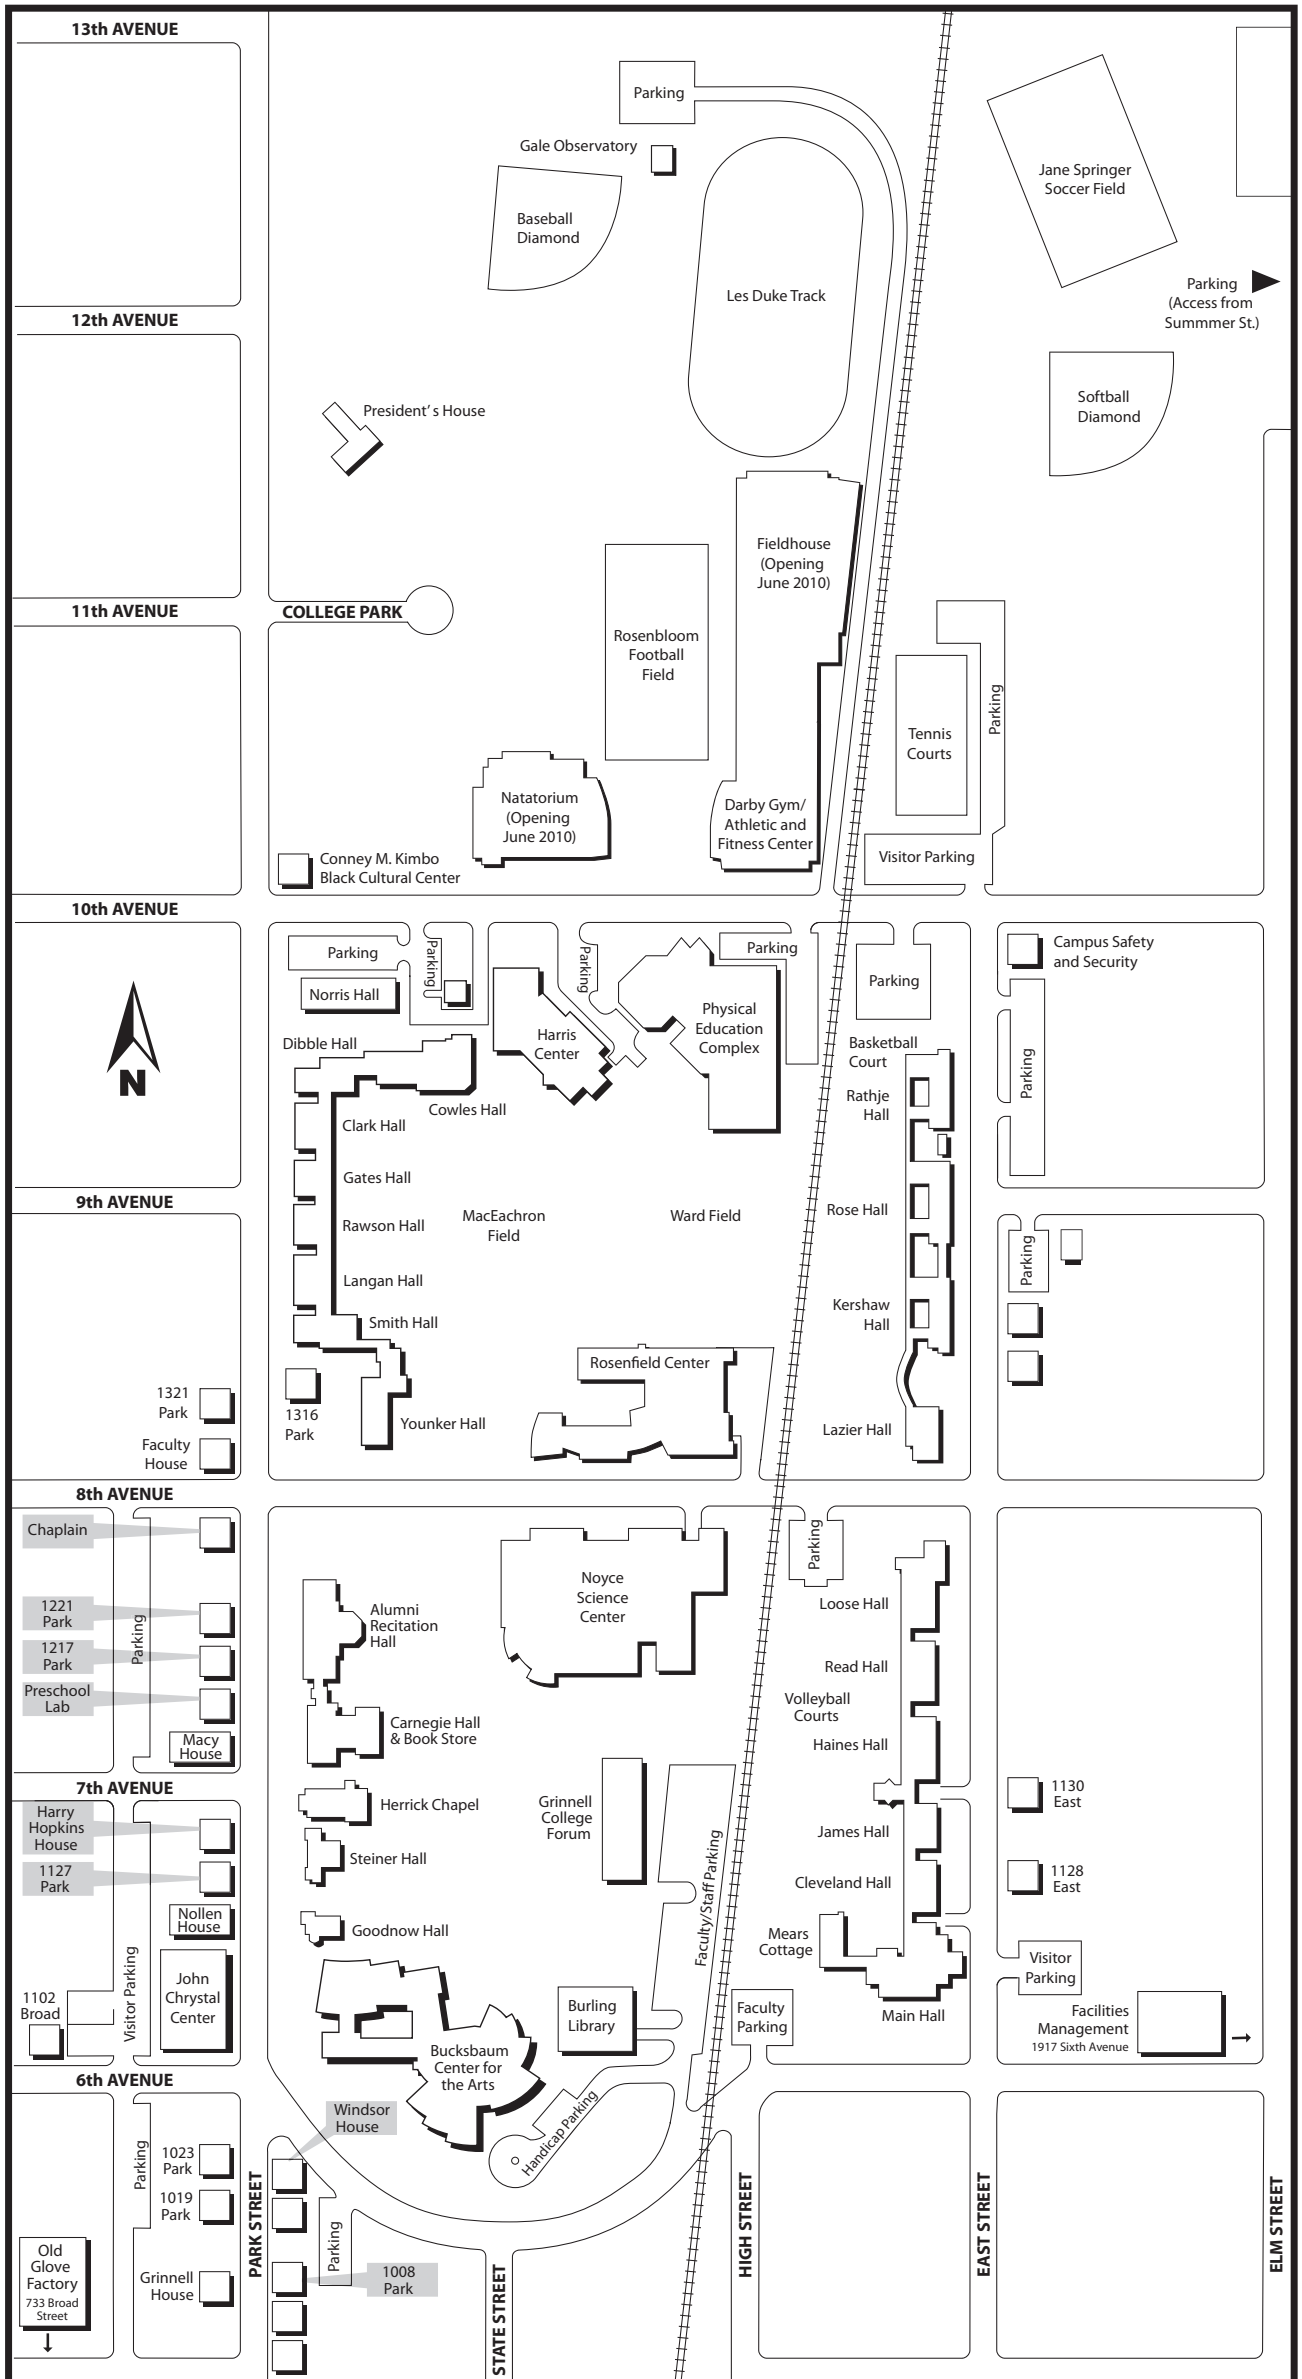 13th AVENUE
Parking
Gale Observatory
Baseball
Diamond
Les Duke Track
Jane Springer
Soccer Field
Parking
(Access from
Summmer St.)
12th AVENUE
President's House
Softball
Diamond
Fieldhouse
(Opening
June 2010)
11th AVENUE
COLLEGE PARK
Rosenbloom
Football
Field
Parking
Tennis
Courts
Natatorium
(Opening
June 2010)
Darby Gym/
Athletic and
Fitness Center
Visitor Parking
Conney M. Kimbo
Black Cultural Center
10th AVENUE
Parking
Parking
Parking
Parking
Parking
Campus Safety
and Security
Norris Hall
N
Dibble Hall
Harris
Center
Physical
Education
Complex
Basketball
Court
Rathje
Hall
Parking
Cowles Hall
Clark Hall
Gates Hall
Rawson Hall
MacEachron
Field
Ward Field
Rose Hall
9th AVENUE
Parking
Langan Hall
Smith Hall
Kershaw
Hall
Rosenfield Center
1321
Park
1316
Park
Younker Hall
Lazier Hall
Faculty
House
8th AVENUE
Chaplain
Parking
Noyce
Science
Center
Loose Hall
1221
Park
Parking
Alumni
Recitation
Hall
1217
Park
Read Hall
Preschool
Lab
Volleyball
Courts
Macy
House
Carnegie Hall
& Book Store
Haines Hall
7th AVENUE
1130
East
Harry
Hopkins
House
Herrick Chapel
Grinnell
College
Forum
James Hall
Steiner Hall
1127
Park
Faculty/Staff Parking
Cleveland Hall
1128
East
Nollen
House
Goodnow Hall
Mears
Cottage
Visitor Parking
John
Chrystal
Center
Visitor
Parking
1102
Broad
Burling
Library
Faculty
Parking
Main Hall
Facilities
Management
1917 Sixth Avenue
Bucksbaum
Center for
the Arts
6th AVENUE
Windsor
House
Handicap Parking
Parking
1023
Park
1019
Park
PARK STREET
Parking
HIGH STREET
EAST STREET
ELM STREET
Old
Glove
Factory
733 Broad
Street
Grinnell
House
1008
Park
STATE STREET